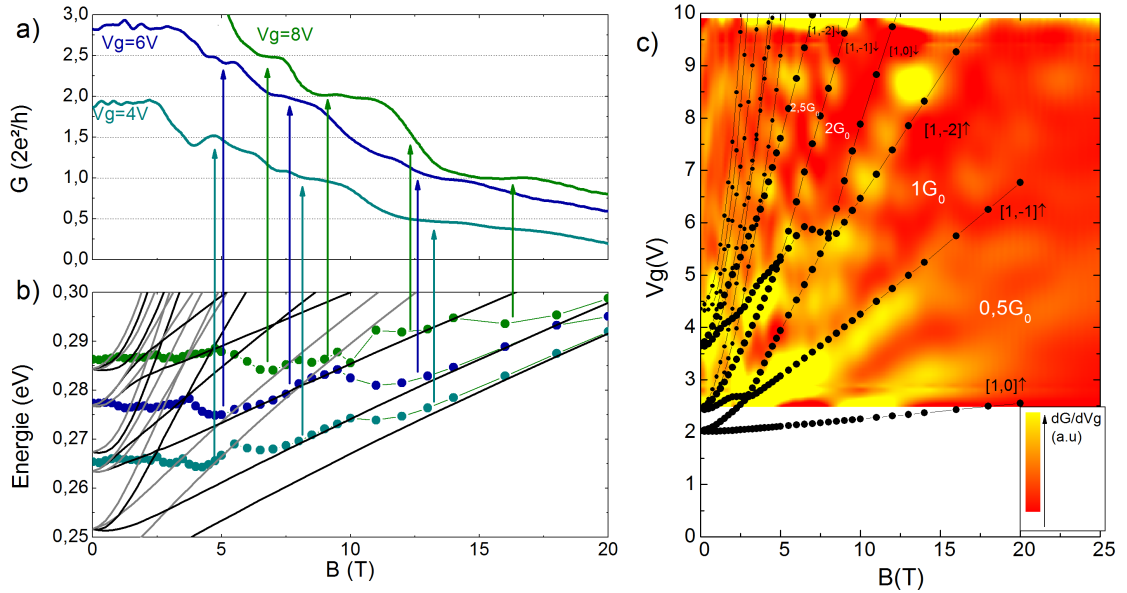 a)
3,0
2,5
2,0
1,5
1,0
0,5
0,0
G (2e²/h)
Vg=6V
Vg=8V
Vg=4V
b)
0,30
0,29
0,28
0,27
0,26
0,25
Energie (eV)
0
5
10
15
20
B (T)
c)
10
9
8
7
6
5
4
3
2
1
0
Vg(V)
[1,-2]↓
[1,-1]↓
[1,0]↓
2,5G₀
2G₀
[1,-2]↑
1G₀
[1,-1]↑
0,5G₀
[1,0]↑
dG/dVg
(a.u)
0
5
10
15
20
25
B(T)